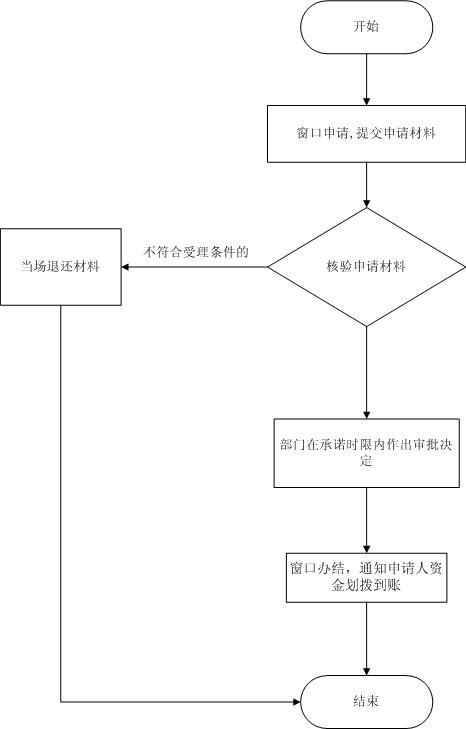 开始
窗口申请,提交申请材料
不符合受理条件的
当场退还材料
核验申请材料
部门在承诺时限内作出审批决
定
窗口办结，通知申请人资
金划拨到账
结束